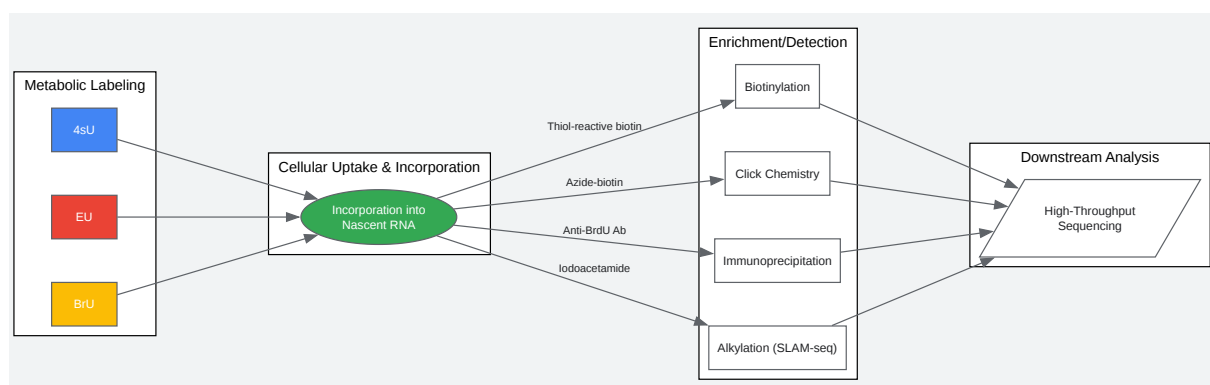 Metabolic Labeling
4sU
EU
BrU
Cellular Uptake & Incorporation
Incorporation into
Nascent RNA
Thiol-reactive biotin
Azide-biotin
Anti-BrdU Ab
Iodoacetamide
Enrichment/Detection
Biotinylation
Click Chemistry
Immunoprecipitation
Alkylation (SLAM-seq)
Downstream Analysis
High-Throughput
Sequencing